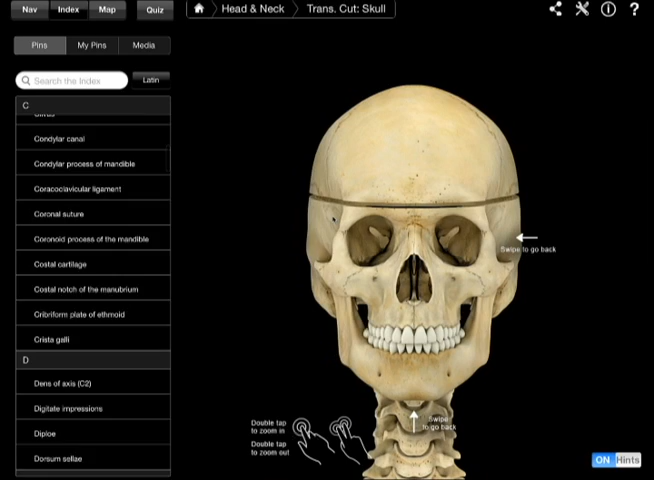 Nav Index Map Quiz
Head & Neck Trans. Cut: Skull
?
Pins My Pins Media
Search the Index Latin
C
Condylar canal
Condylar process of mandible
Coracoclavicular ligament
Coronal suture
Coronoid process of the mandible
Costal cartilage
Costal notch of the manubrium
Cribriform plate of ethmoid
Crista galli
D
Dens of axis (C2)
Digitate impressions
Diploe
Dorsum sellae
Swipe to go back
Swipe
to go back
Double tap
to zoom in
Double tap
to zoom out
ON Hints